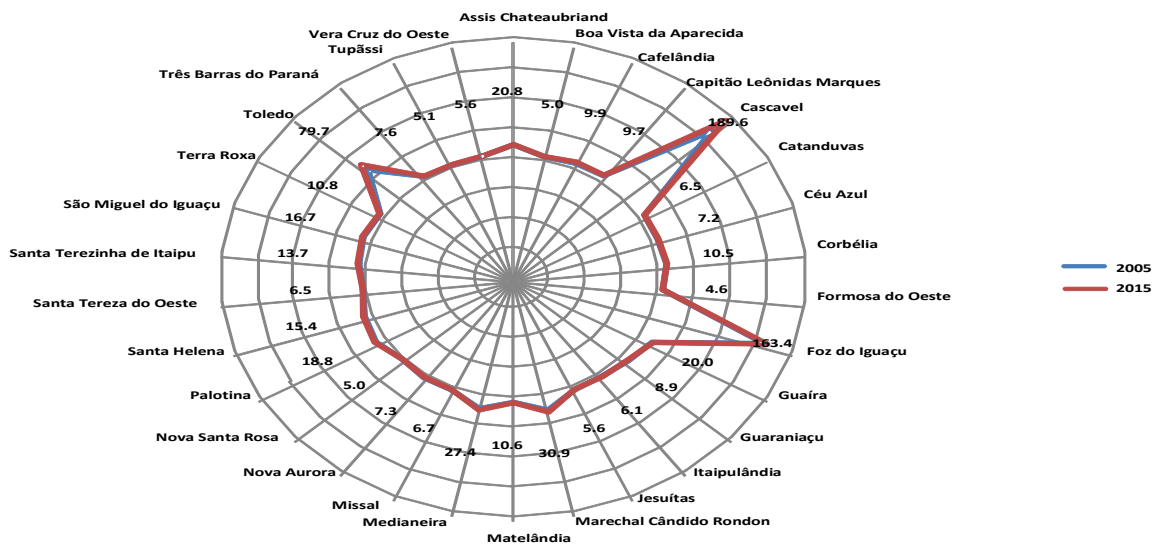 Assis Chateaubriand
Boa Vista da Aparecida
Cafelândia
Capitão Leônidas Marques
Cascavel
Catanduvas
Céu Azul
Corbélia
Formosa do Oeste
Foz do Iguaçu
Guaíra
Guaraniaçu
Itaipulândia
Jesuítas
Marechal Cândido Rondon
Matelândia
Medianeira
Missal
Nova Aurora
Nova Santa Rosa
Palotina
Santa Helena
Santa Tereza do Oeste
Santa Terezinha de Itaipu
São Miguel do Iguaçu
Terra Roxa
Toledo
Três Barras do Paraná
Tupãssi
Vera Cruz do Oeste
20.8
5.0
9.9
9.7
189.6
6.5
7.2
10.5
4.6
163.4
20.0
8.9
6.1
5.6
30.9
10.6
27.4
6.7
7.3
5.0
18.8
15.4
6.5
13.7
16.7
10.8
79.7
7.6
5.1
5.6
2005
2015